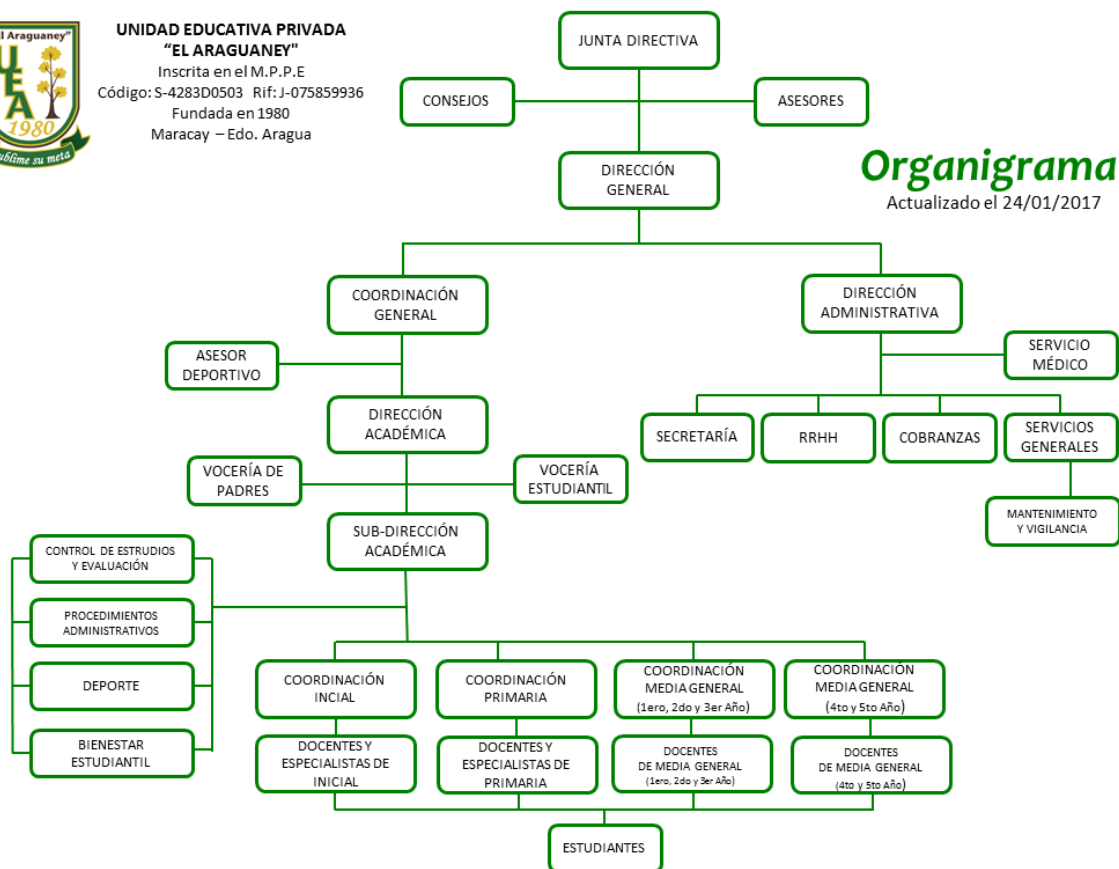 El Araguaney"
UEA
1980
Sublime su meta
UNIDAD EDUCATIVA PRIVADA
“EL ARAGUANEY"
Inscrita en el M.P.P.E
Código: S-4283D0503 Rif: J-075859936
Fundada en 1980
Maracay – Edo. Aragua
JUNTA DIRECTIVA
CONSEJOS
ASESORES
DIRECCIÓN
GENERAL
Organigrama
Actualizado el 24/01/2017
COORDINACIÓN
GENERAL
DIRECCIÓN
ADMINISTRATIVA
ASESOR
DEPORTIVO
SERVICIO
MÉDICO
DIRECCIÓN
ACADÉMICA
SECRETARÍA
RRHH
COBRANZAS
SERVICIOS
GENERALES
VOCERÍA DE
PADRES
VOCERÍA
ESTUDIANTIL
MANTENIMIENTO
Y VIGILANCIA
SUB-DIRECCIÓN
ACADÉMICA
CONTROL DE ESTRUDIOS
Y EVALUACIÓN
PROCEDIMIENTOS
ADMINISTRATIVOS
DEPORTE
BIENESTAR
ESTUDIANTIL
COORDINACIÓN
INCIAL
COORDINACIÓN
PRIMARIA
COORDINACIÓN
MEDIA GENERAL
(1ero, 2do y 3er Año)
COORDINACIÓN
MEDIA GENERAL
(4to y 5to Año)
DOCENTES Y
ESPECIALISTAS DE
INICIAL
DOCENTES Y
ESPECIALISTAS DE
PRIMARIA
DOCENTES
DE MEDIA GENERAL
(1ero, 2do y 3er Año)
DOCENTES
DE MEDIA GENERAL
(4to y 5to Año)
ESTUDIANTES